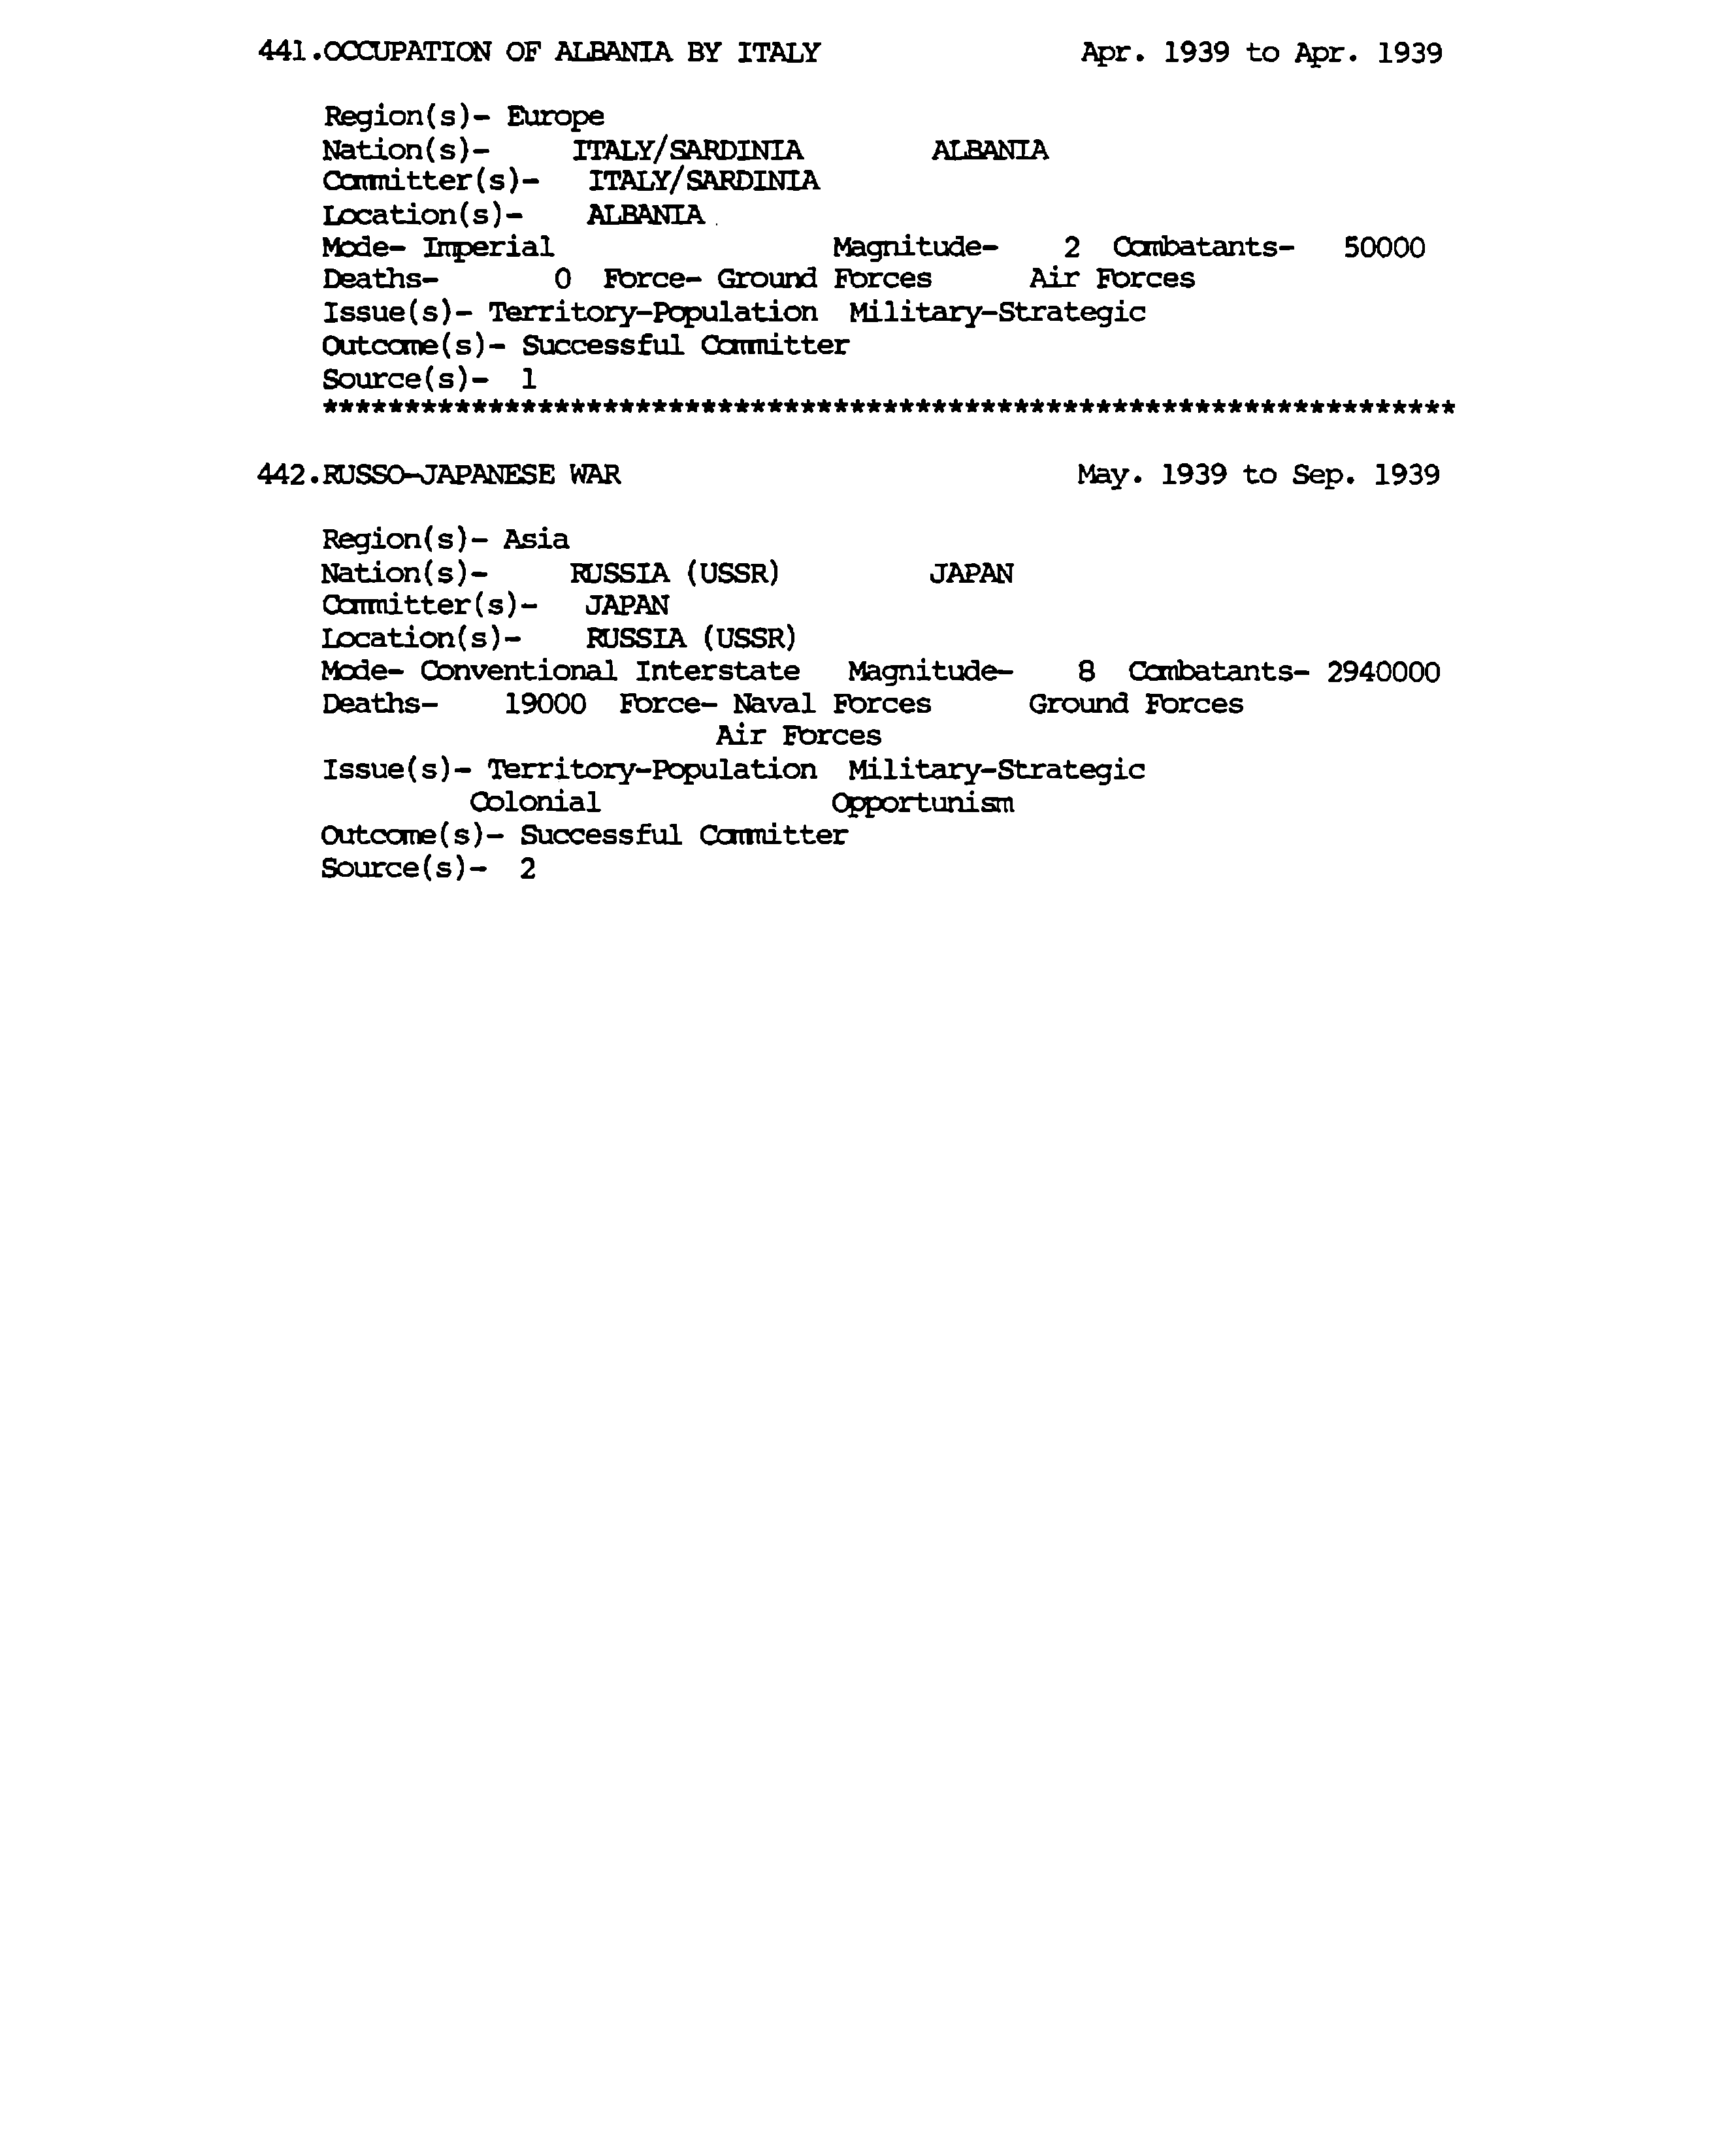 441.OCCUPATION OF ALBANIA BY ITALY Apr. 1939 to Apr. 1939
Region(s)- Europe
Nation(s)- ITALY/SARDINIA ALBANIA
Committer(s)- ITALY/SARDINIA
Location(s)- ALBANIA
Mode- Imperial Magnitude- 2 Combatants- 50000
Deaths- 0 Force- Ground Forces Air Forces
Issue(s)- Territory-Population Military-Strategic
Outcome(s)- Successful Committer
Source(s)- 1
*********************************************************************
442.RUSSO-JAPANESE WAR May. 1939 to Sep. 1939
Region(s)- Asia
Nation(s)- RUSSIA (USSR) JAPAN
Committer(s)- JAPAN
Location(s)- RUSSIA (USSR)
Mode- Conventional Interstate Magnitude- 8 Combatants- 2940000
Deaths- 19000 Force- Naval Forces Ground Forces
Air Forces
Issue(s)- Territory-Population Military-Strategic
Colonial Opportunism
Outcome(s)- Successful Committer
Source(s)- 2